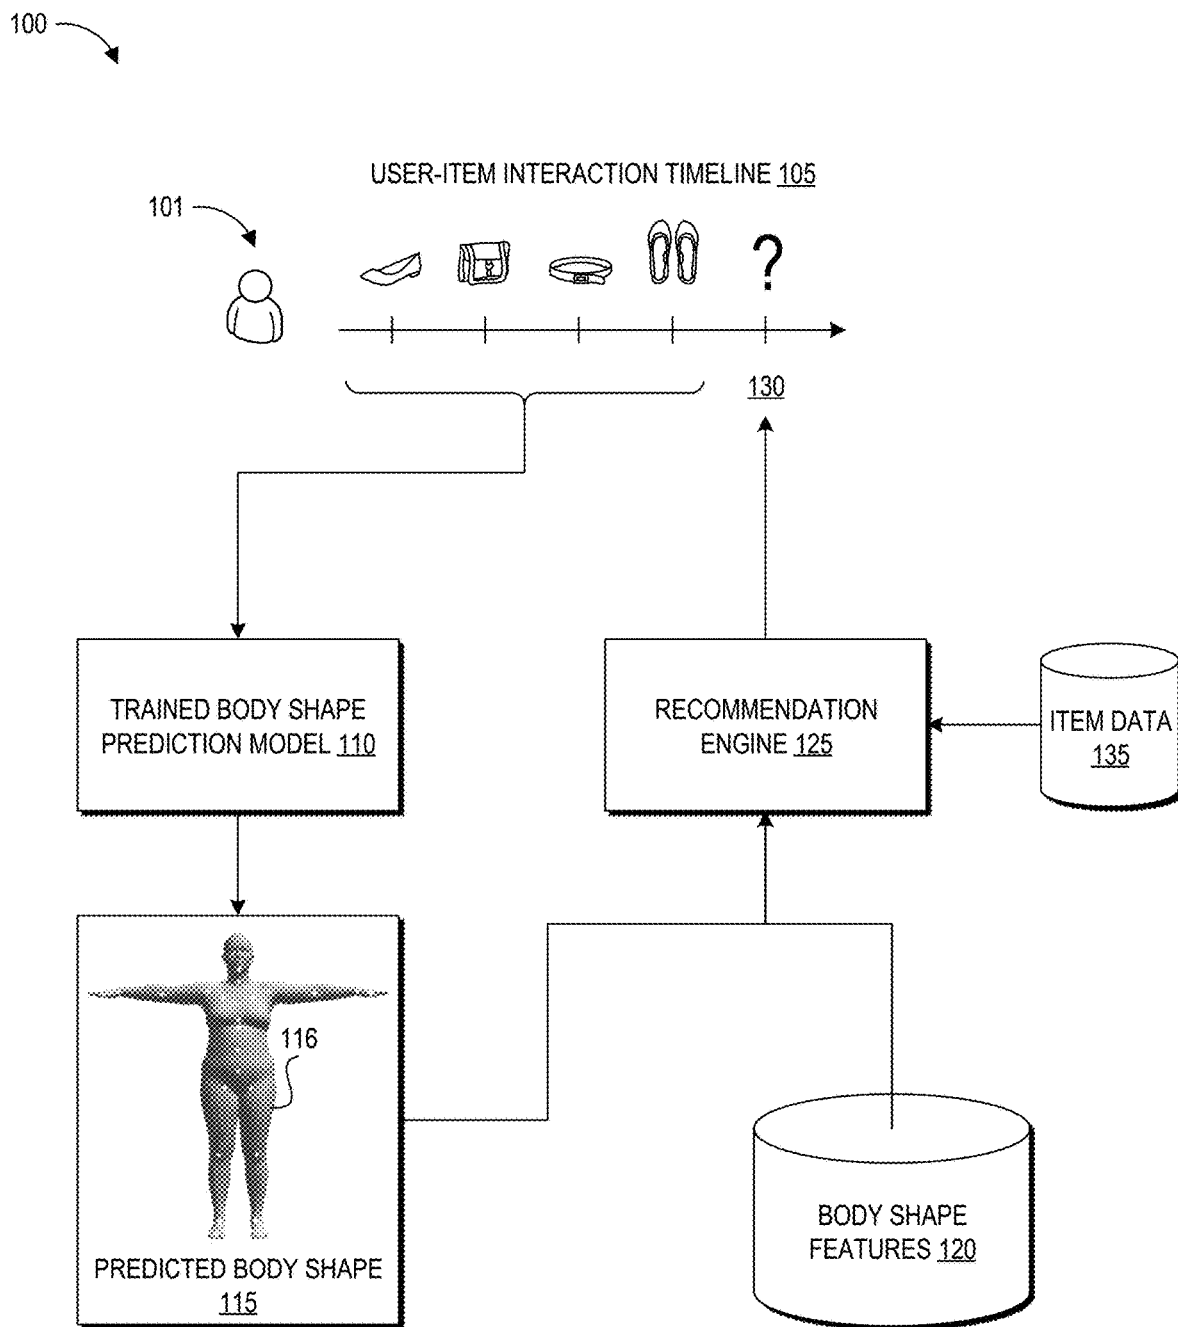 100
USER-ITEM INTERACTION TIMELINE 105
101
?
130
TRAINED BODY SHAPE
PREDICTION MODEL 110
RECOMMENDATION
ENGINE 125
ITEM DATA
135
116
PREDICTED BODY SHAPE
115
BODY SHAPE
FEATURES 120